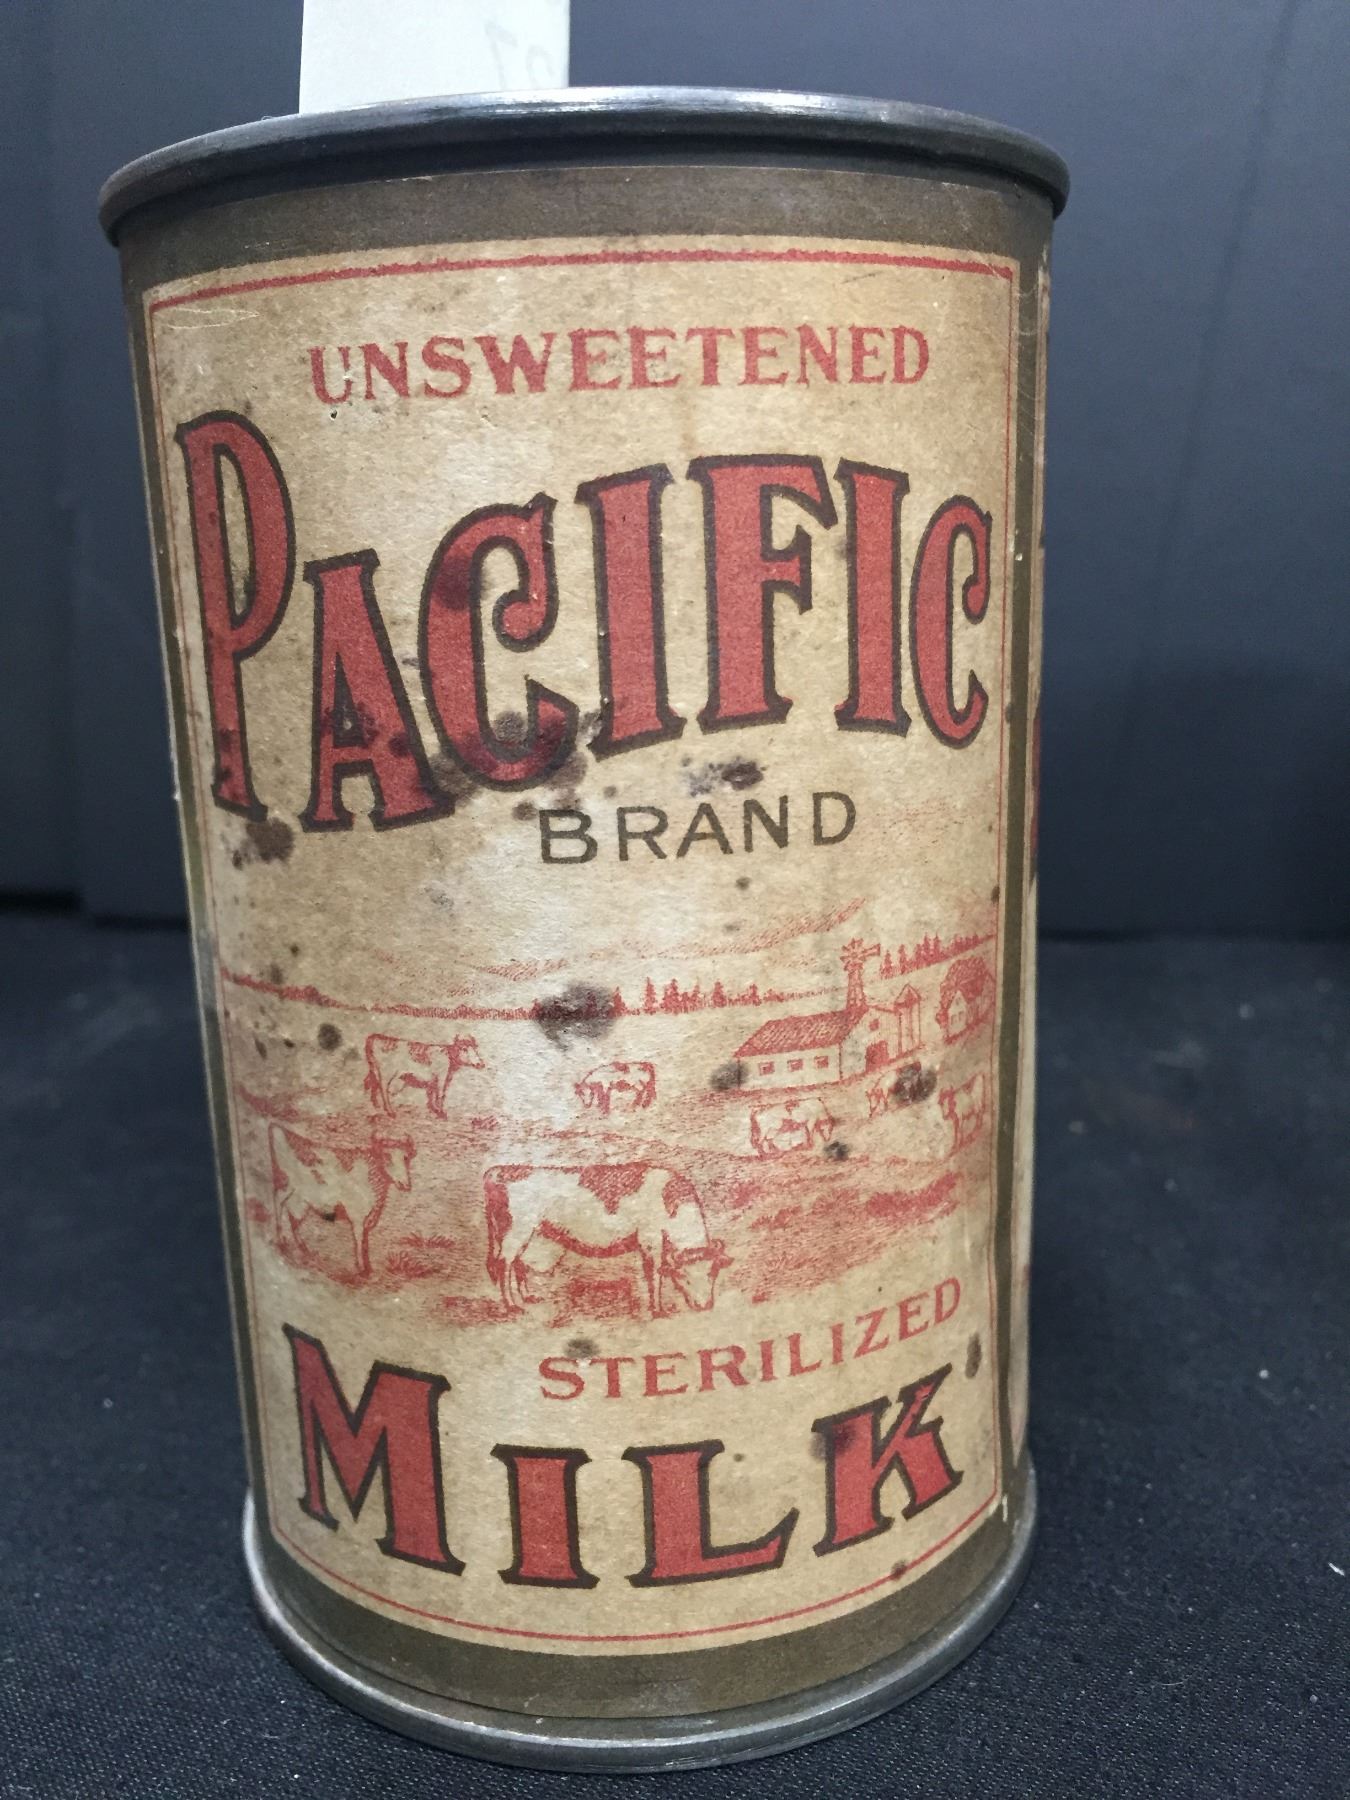 UNSWEETENED
PACIFIC
BRAND
STERILIZED
MILK